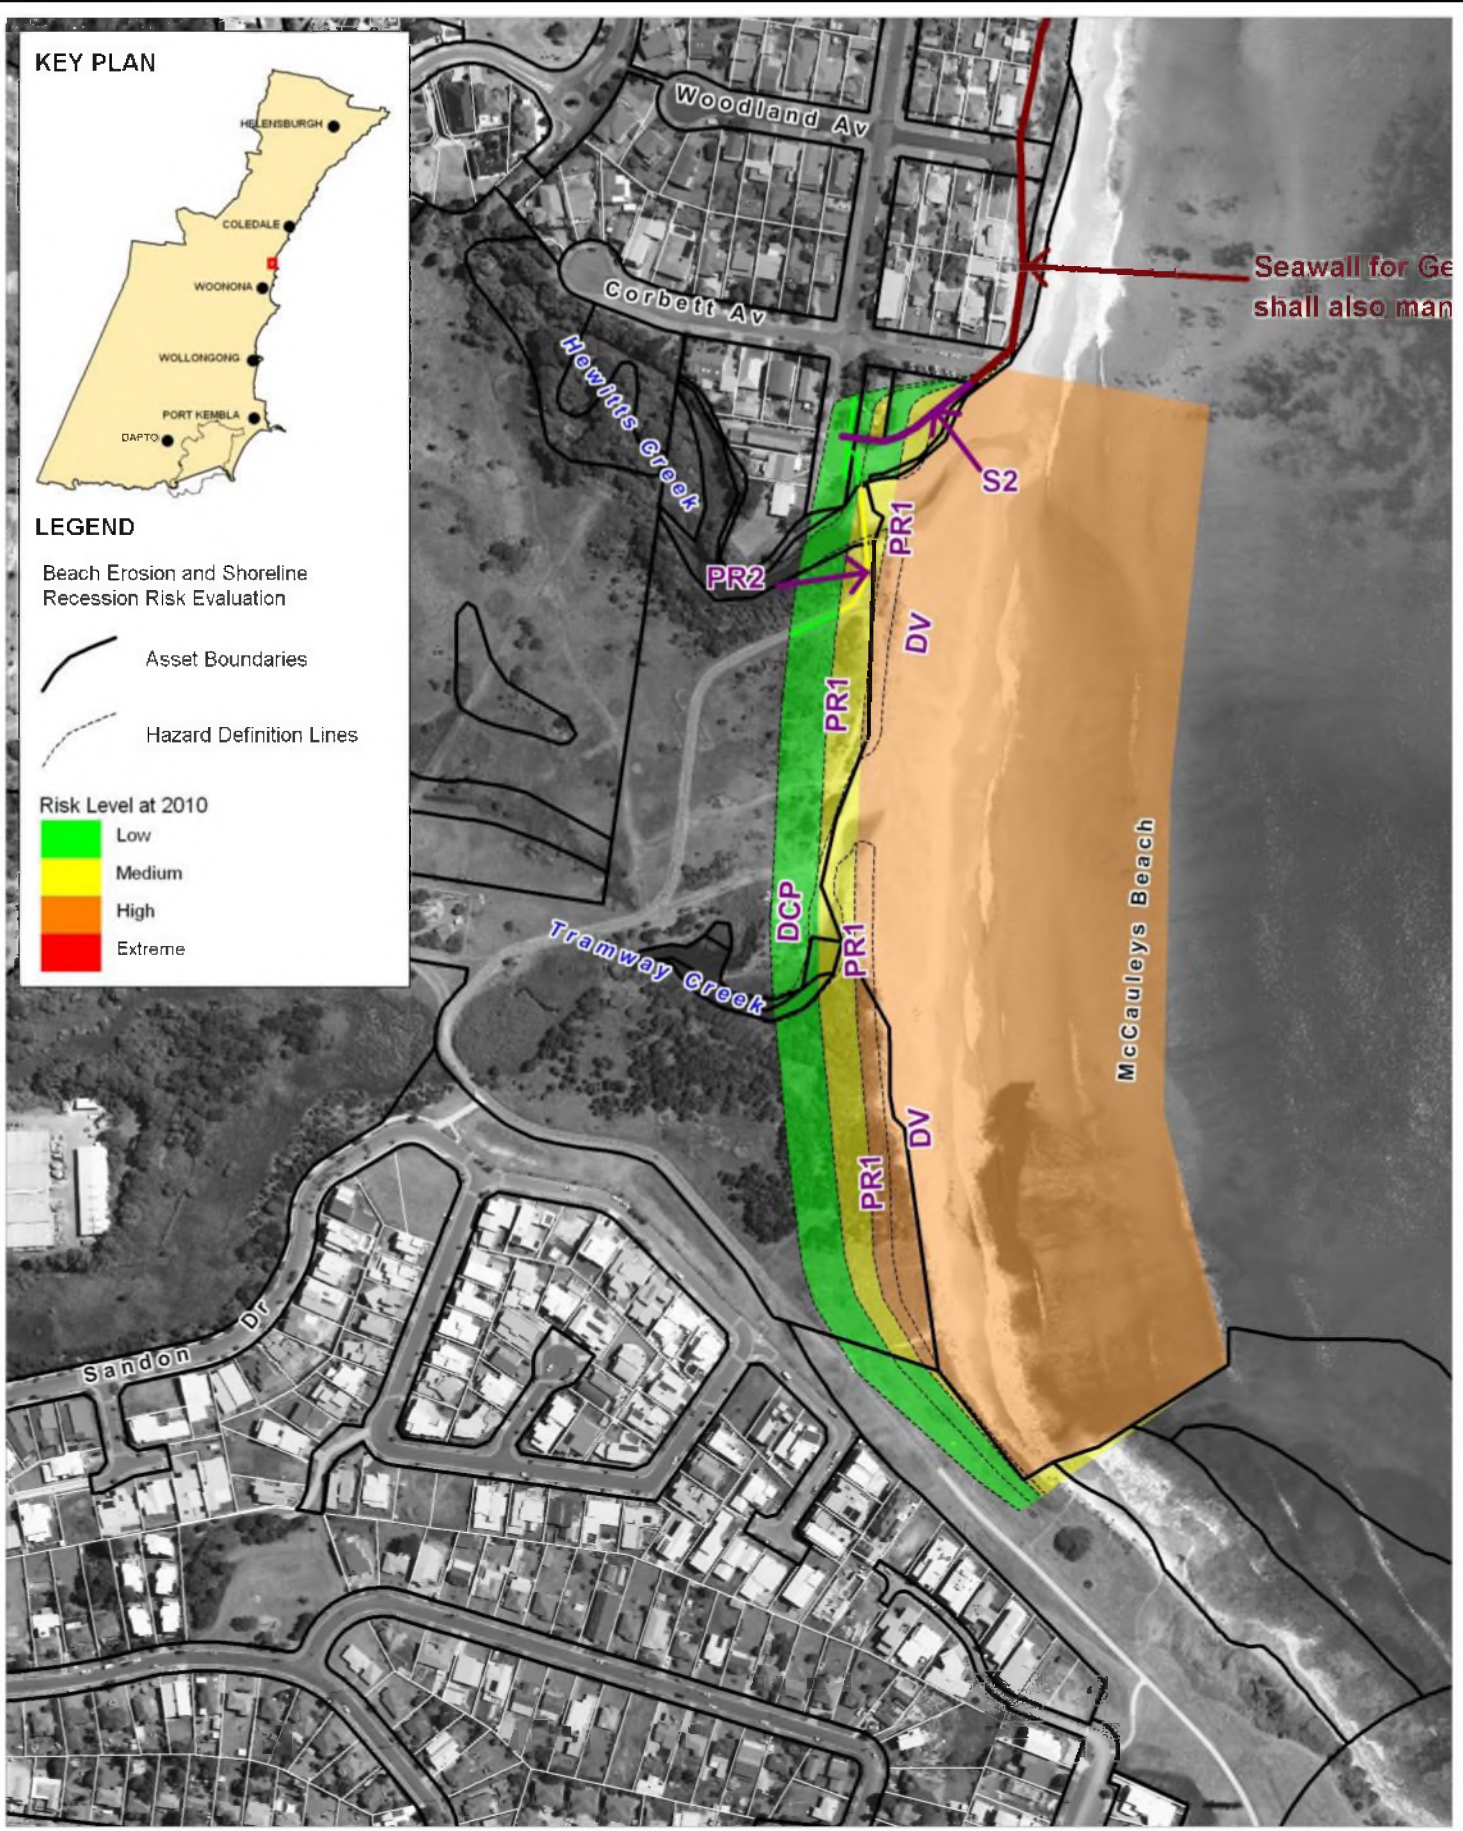 KEY PLAN
HELENSBURGH
COLEDALE
WOONONA
WOLLONGONG
PORT KEMBLA
DAPTO
LEGEND
Beach Erosion and Shoreline
Recession Risk Evaluation
Asset Boundaries
Hazard Definition Lines
Risk Level at 2010
Low
Medium
High
Extreme
Woodland Av
Corbett Av
Hewitts Creek
Seawall for Ge
shall also man
S2
PR1
PR2
DV
PR1
DCP
PR1
Tramway Creek
McCauleys Beach
DV
PR1
Sandon Dr